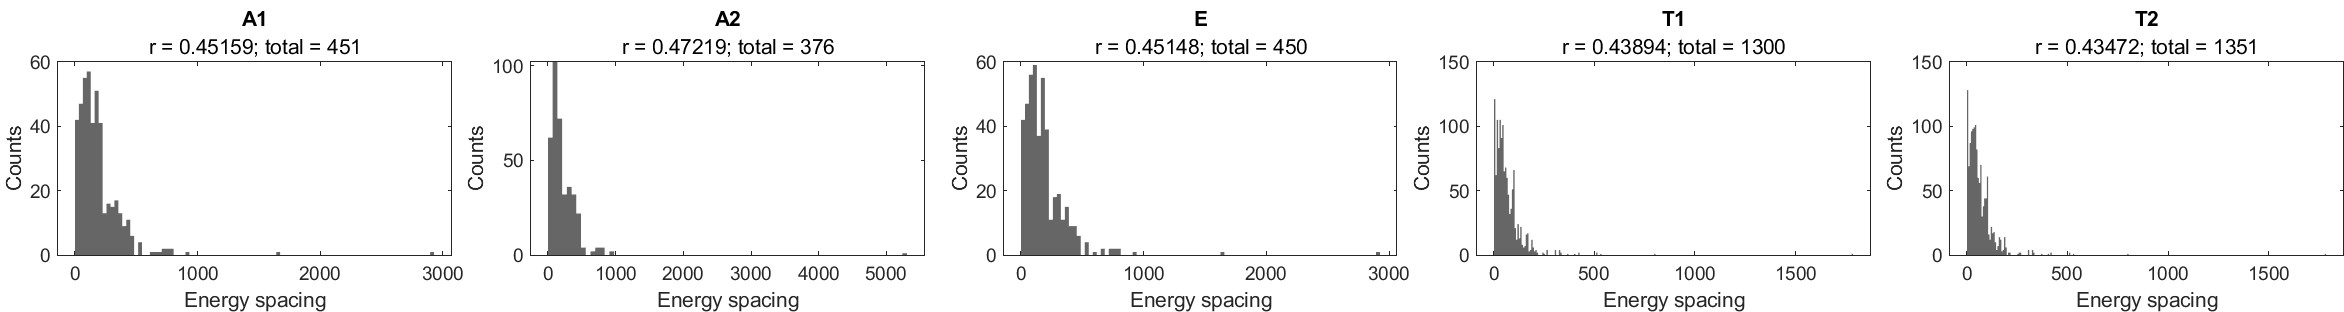 A1
r = 0.45159; total = 451
60
40
20
0
Counts
0 1000 2000 3000
Energy spacing
A2
r = 0.47219; total = 376
100
50
0
Counts
0 1000 2000 3000 4000 5000
Energy spacing
E
r = 0.45148; total = 450
60
40
20
0
Counts
0 1000 2000 3000
Energy spacing
T1
r = 0.43894; total = 1300
150
100
50
0
Counts
0 500 1000 1500
Energy spacing
T2
r = 0.43472; total = 1351
150
100
50
0
Counts
0 500 1000 1500
Energy spacing